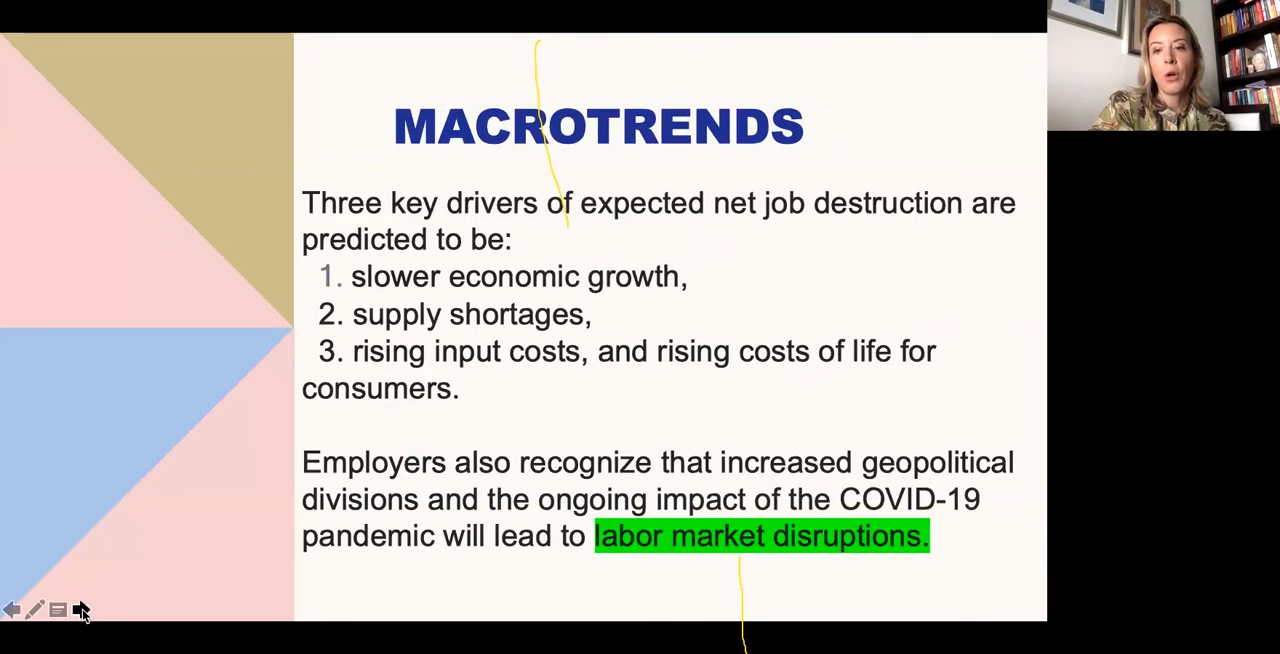 MACROTRENDS
Three key drivers of expected net job destruction are
predicted to be:
1. slower economic growth,
2. supply shortages,
3. rising input costs, and rising costs of life for
consumers.
Employers also recognize that increased geopolitical
divisions and the ongoing impact of the COVID-19
pandemic will lead to labor market disruptions.